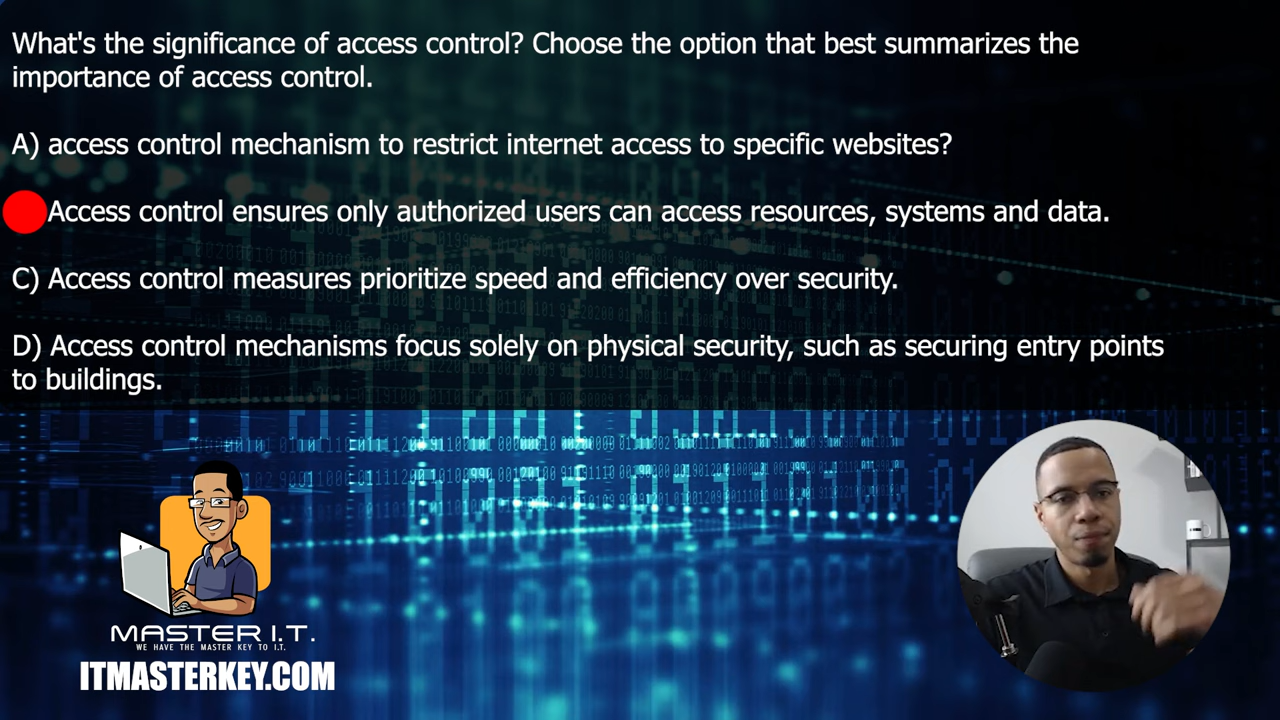 What's the significance of access control? Choose the option that best summarizes the
importance of access control.
A) access control mechanism to restrict internet access to specific websites?
Access control ensures only authorized users can access resources, systems and data.
C) Access control measures prioritize speed and efficiency over security.
D) Access control mechanisms focus solely on physical security, such as securing entry points
to buildings.
MASTER I.T.
WE HAVE THE MASTER KEY TO I.T.
ITMASTERKEY.COM